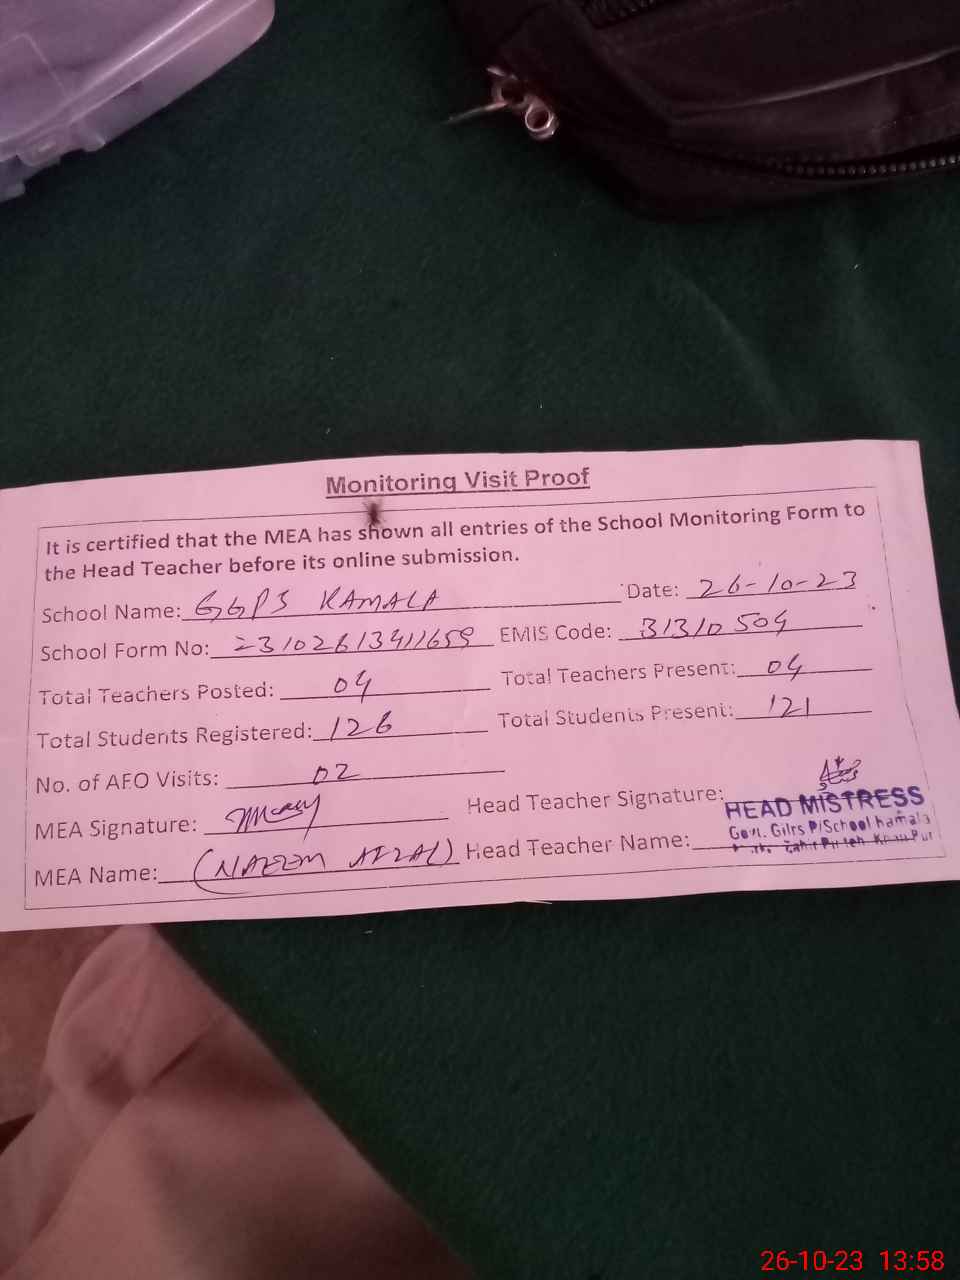 Monitoring Visit Proof
It is certified that the MEA has shown all entries of the School Monitoring Form to
the Head Teacher before its online submission.
School Name: GGPS KAMALA Date: 26-10-23
School Form No: 23102613411659 EMIS Code: 31310504
Total Teachers Posted: 04 Total Teachers Present: 04
Total Students Registered: 126 Total Students Present: 121
No. of AEO Visits: 02
MEA Signature: Head Teacher Signature:
HEAD MISTRESS
Govt. Gilrs P/School hamala
MEA Name: (NAEEM AFZAL) Head Teacher Name:
26-10-23 13:58